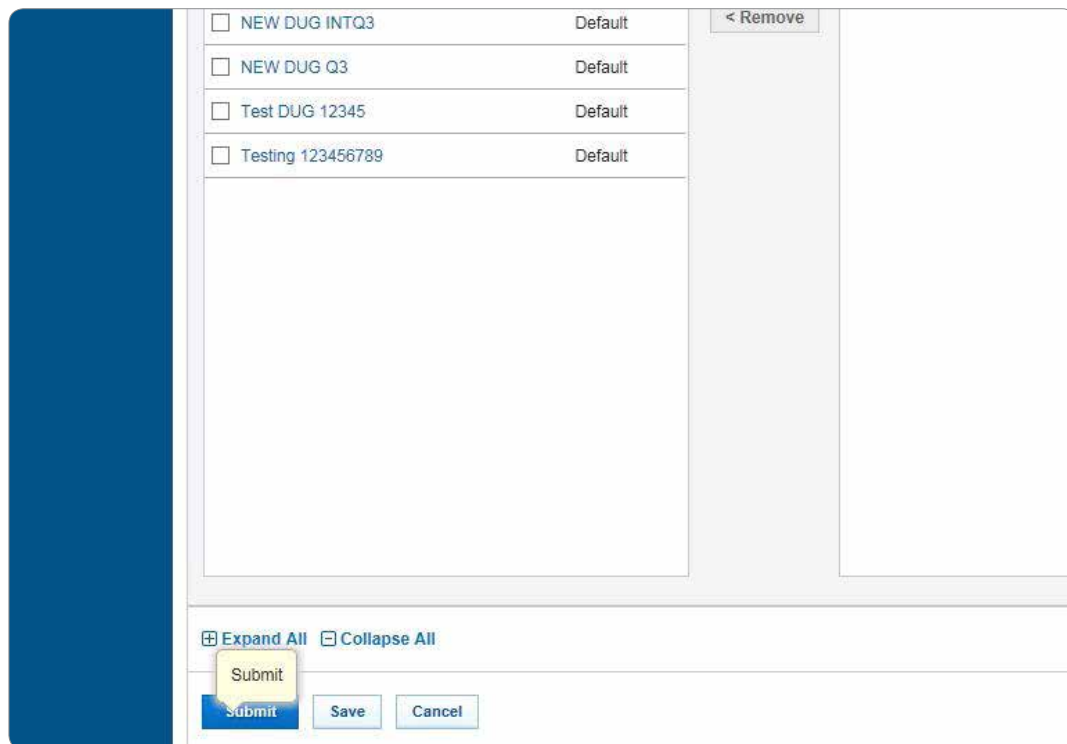 NEW DUG INTQ3 Default < Remove
NEW DUG Q3 Default
Test DUG 12345 Default
Testing 123456789 Default
Expand All Collapse All
Submit
Submit Save Cancel